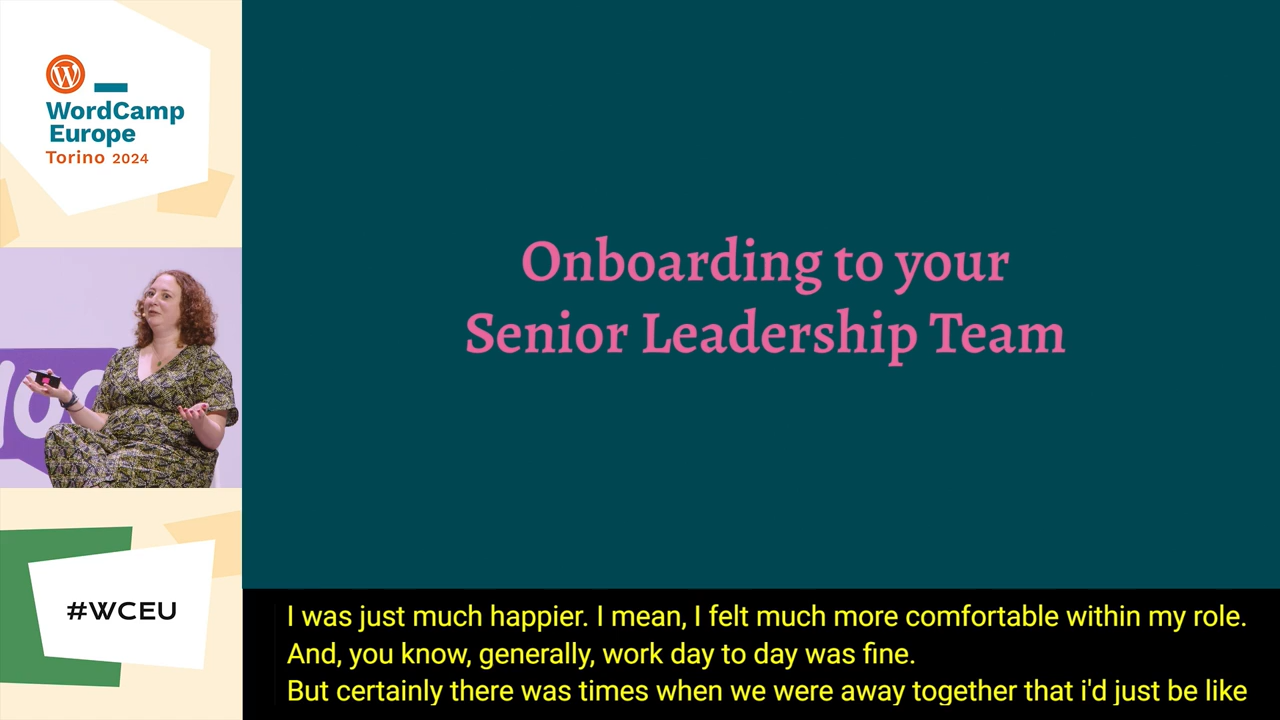 WordCamp
Europe
Torino 2024
Onboarding to your
Senior Leadership Team
#WCEU
I was just much happier. I mean, I felt much more comfortable within my role.
And, you know, generally, work day to day was fine.
But certainly there was times when we were away together that i'd just be like